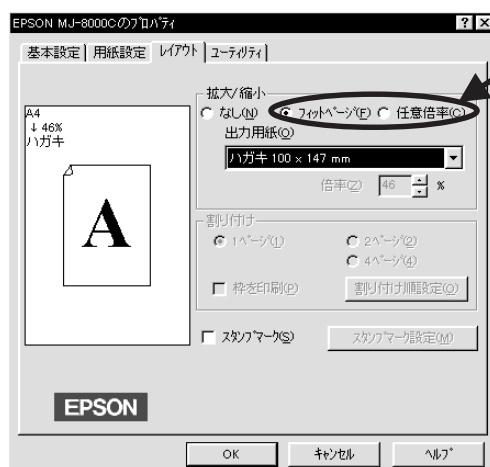 EPSON MJ-8000Cのプロパティ
基本設定 用紙設定 レイアウト ユーティリティ
A4
↓ 46%
ハガキ
A
拡大/縮小
なし(N) フィットページ(F) 任意倍率(C)
出力用紙(O)
ハガキ 100 × 147 mm
倍率(Z) 46 %
割り付け
1ページ(1) 2ページ(2)
4ページ(4)
枠を印刷(P) 割り付け順設定(O)
スタンプマーク(S) スタンプマーク設定(M)
EPSON
OK キャンセル ヘルプ